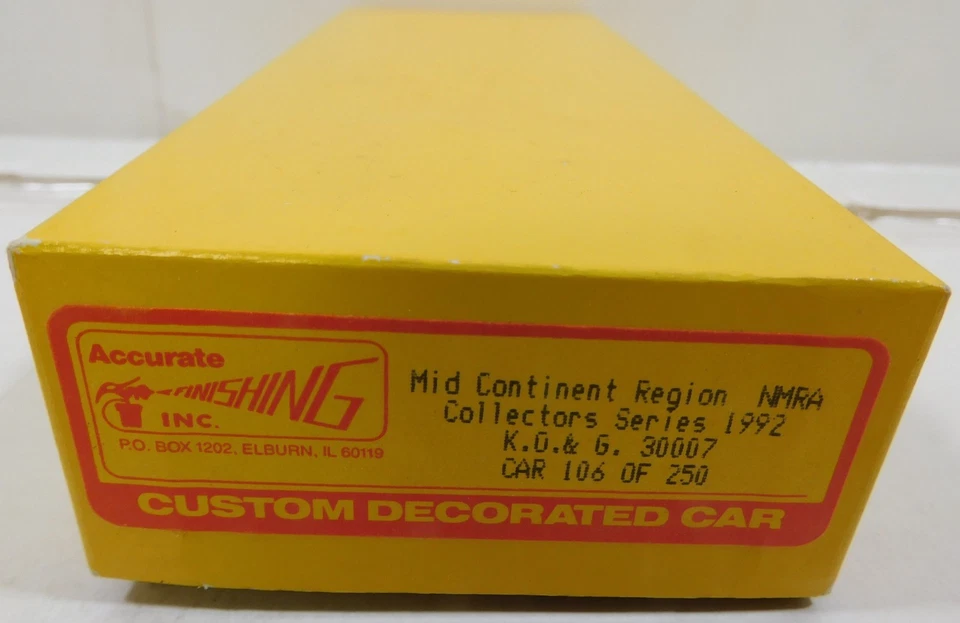 Accurate
FINISHING
INC.
P.O. BOX 1202, ELBURN, IL 60119
Mid Continent Region NMRA
Collectors Series 1992
K.O.& G. 30007
CAR 106 OF 250
CUSTOM DECORATED CAR